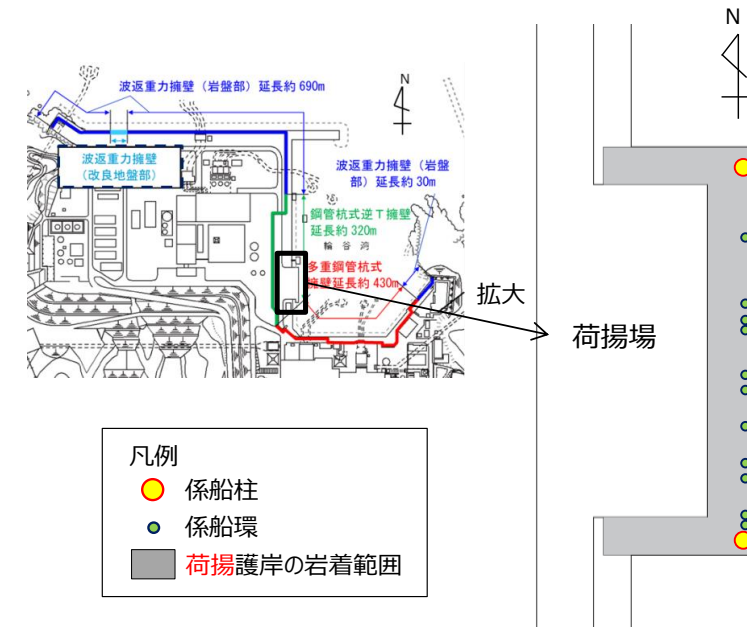 波返重力擁壁（岩盤部）延長約690m
N
波返重力擁壁
（改良地盤部）
波返重力擁壁（岩盤
部）延長約30m
鋼管杭式逆Ｔ擁壁
延長約320m
輪谷湾
多重鋼管杭式
擁壁延長約430m
拡大
荷揚場
N
凡例
係船柱
係船環
荷揚護岸の岩着範囲